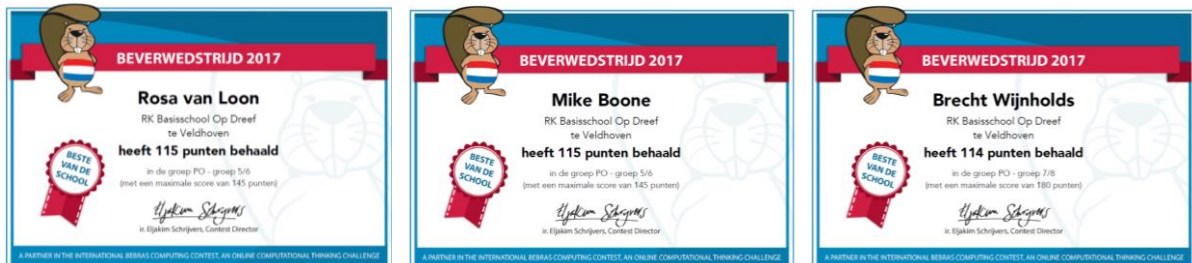 BEVERWEDSTRIJD 2017
Rosa van Loon
RK Basisschool Op Dreef
te Veldhoven
heeft 115 punten behaald
in de groep PO - groep 5/6
(met een maximale score van 145 punten)
BESTE
VAN DE
SCHOOL
ir. Eljakim Schrijvers, Contest Director
A PARTNER IN THE INTERNATIONAL BEBRAS COMPUTING CONTEST, AN ONLINE COMPUTATIONAL THINKING CHALLENGE
BEVERWEDSTRIJD 2017
Mike Boone
RK Basisschool Op Dreef
te Veldhoven
heeft 115 punten behaald
in de groep PO - groep 5/6
(met een maximale score van 145 punten)
BESTE
VAN DE
SCHOOL
ir. Eljakim Schrijvers, Contest Director
A PARTNER IN THE INTERNATIONAL BEBRAS COMPUTING CONTEST, AN ONLINE COMPUTATIONAL THINKING CHALLENGE
BEVERWEDSTRIJD 2017
Brecht Wijnholds
RK Basisschool Op Dreef
te Veldhoven
heeft 114 punten behaald
in de groep PO - groep 7/8
(met een maximale score van 180 punten)
BESTE
VAN DE
SCHOOL
ir. Eljakim Schrijvers, Contest Director
A PARTNER IN THE INTERNATIONAL BEBRAS COMPUTING CONTEST, AN ONLINE COMPUTATIONAL THINKING CHALLENGE